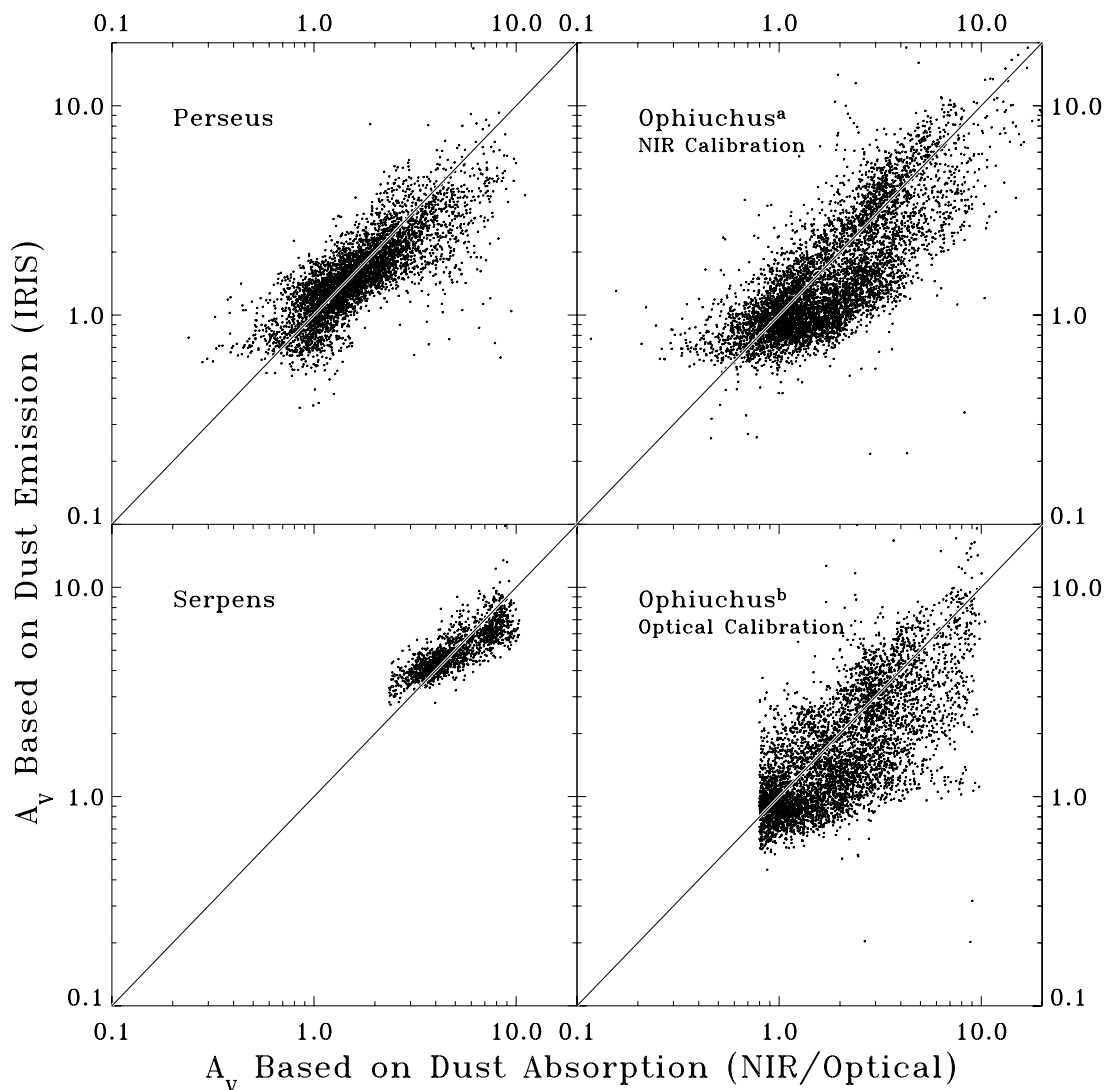 0.1 1.0 10.0 0.1 1.0 10.0
10.0 Perseus Ophiuchusᵃ 10.0
NIR Calibration
1.0 1.0
0.1 0.1
10.0 Serpens Ophiuchusᵇ 10.0
Optical Calibration
1.0 1.0
0.1 0.1
0.1 1.0 10.0 0.1 1.0 10.0
A_v Based on Dust Emission (IRIS)
A_v Based on Dust Absorption (NIR/Optical)